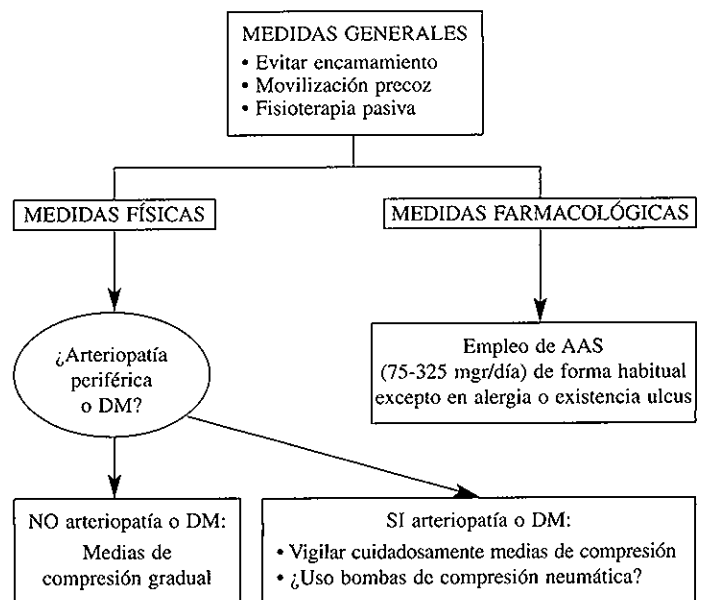 MEDIDAS GENERALES
• Evitar encamamiento
• Movilización precoz
• Fisioterapia pasiva
MEDIDAS FÍSICAS
MEDIDAS FARMACOLÓGICAS
¿Arteriopatía
periférica
o DM?
Empleo de AAS
(75-325 mgr/día) de forma habitual
excepto en alergia o existencia ulcus
NO arteriopatía o DM:
Medias de
compresión gradual
SI arteriopatía o DM:
• Vigilar cuidadosamente medias de compresión
• ¿Uso bombas de compresión neumática?